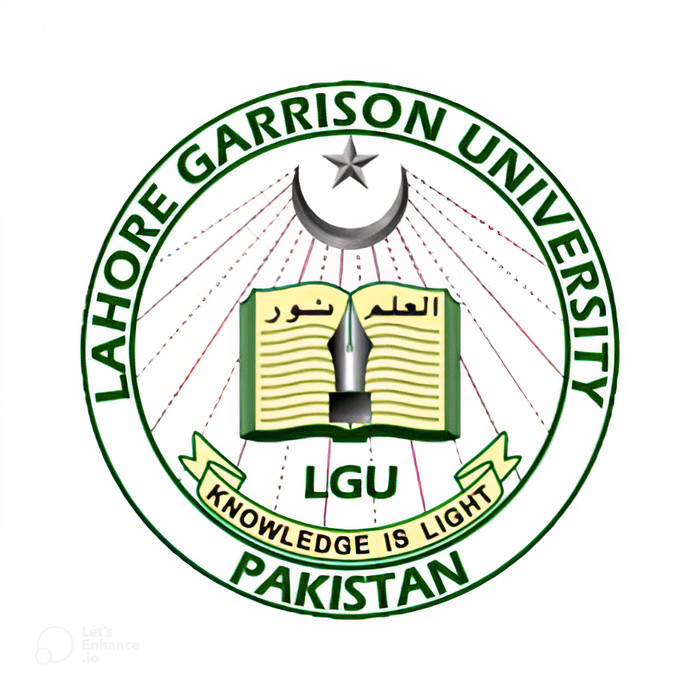 LAHORE GARRISON UNIVERSITY
العلم نور
LGU
KNOWLEDGE IS LIGHT
PAKISTAN
Let's
Enhance
.io